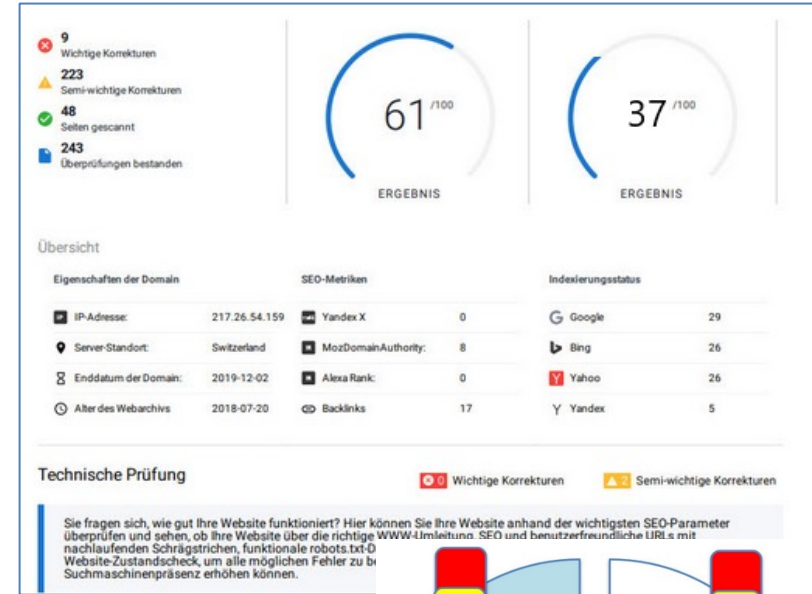 9
Wichtige Korrekturen
223
Semi-wichtige Korrekturen
48
Seiten gescannt
243
Überprüfungen bestanden
61 /100
ERGEBNIS
37 /100
ERGEBNIS
Übersicht
Eigenschaften der Domain
IP-Adresse: 217.26.54.159
Server-Standort: Switzerland
Enddatum der Domain: 2019-12-02
Alter des Webarchivs 2018-07-20
SEO-Metriken
Yandex X 0
MozDomainAuthority: 8
Alexa Rank: 0
Backlinks 17
Indexierungsstatus
Google 29
Bing 26
Yahoo 26
Yandex 5
Technische Prüfung
0 Wichtige Korrekturen
2 Semi-wichtige Korrekturen
Sie fragen sich, wie gut Ihre Website funktioniert? Hier können Sie Ihre Website anhand der wichtigsten SEO-Parameter
überprüfen und sehen, ob Ihre Website über die richtige WWW-Umleitung, SEO und benutzerfreundliche URLs mit
nachlaufenden Schrägstrichen, funktionale robots.txt-D
Website-Zustandscheck, um alle möglichen Fehler zu be
Suchmaschinenpräsenz erhöhen können.